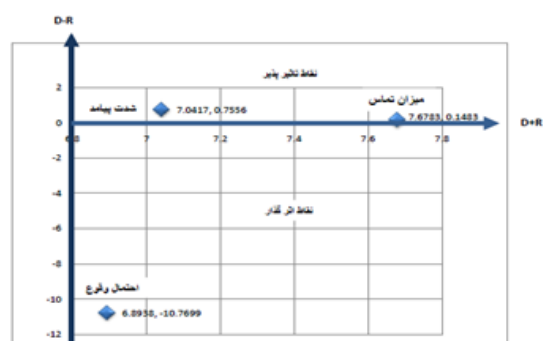 D-R
نقاط تاثیر پذیر
2
شدت پیامد
7.0417, 0.7556
میزان تماس
7.6783, 0.1483
0
D+R
6.8
7
7.2
7.4
7.6
7.8
-2
-4
نقاط اثر گذار
-6
-8
احتمال وقوع
-10
6.8938, -10.7699
-12